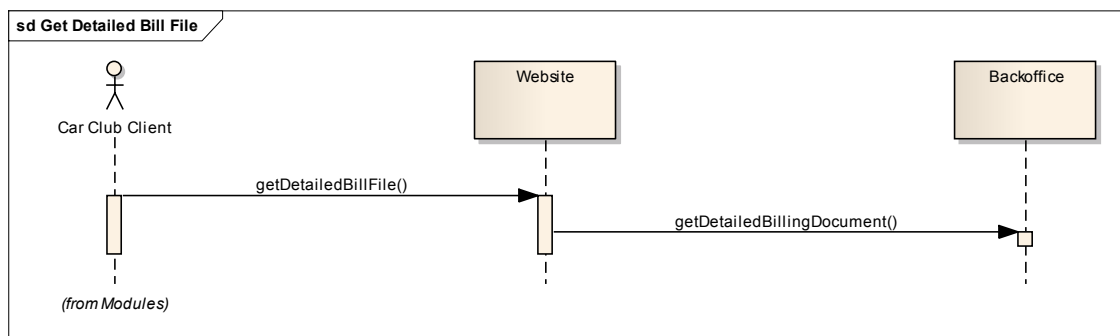 sd Get Detailed Bill File
Website
Backoffice
Car Club Client
getDetailedBillFile()
getDetailedBillingDocument()
(from Modules)